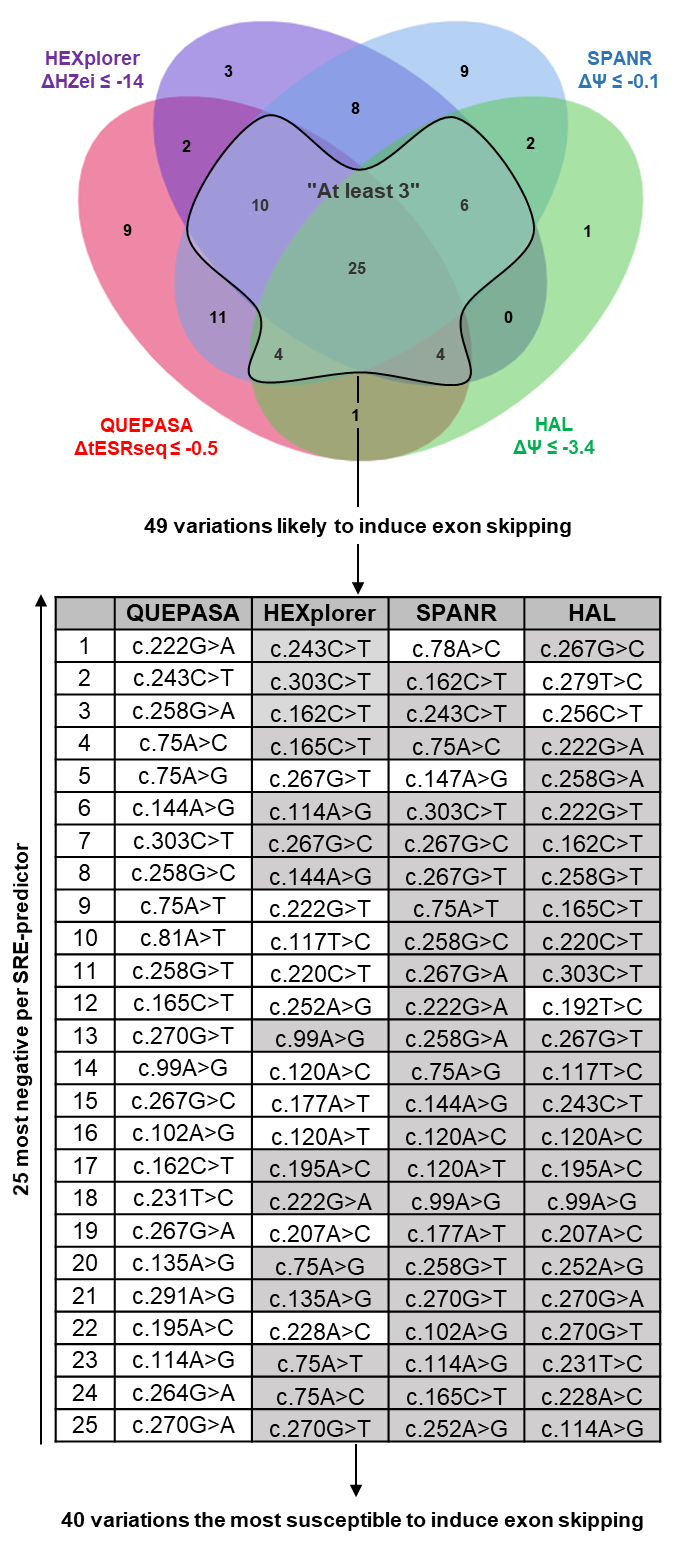 HEXplorer
ΔHZei ≤ -14
SPANR
ΔΨ ≤ -0.1
3
9
8
2
2
"At least 3"
10
6
9
1
25
11
0
4
4
1
QUEPASA
ΔtESRseq ≤ -0.5
HAL
ΔΨ ≤ -3.4
49 variations likely to induce exon skipping
25 most negative per SRE-predictor
QUEPASA HEXplorer SPANR HAL
1 c.222G>A c.243C>T c.78A>C c.267G>C
2 c.243C>T c.303C>T c.162C>T c.279T>C
3 c.258G>A c.162C>T c.243C>T c.256C>T
4 c.75A>C c.165C>T c.75A>C c.222G>A
5 c.75A>G c.267G>T c.147A>G c.258G>A
6 c.144A>G c.114A>G c.303C>T c.222G>T
7 c.303C>T c.267G>C c.267G>C c.162C>T
8 c.258G>C c.144A>G c.267G>T c.258G>T
9 c.75A>T c.222G>T c.75A>T c.165C>T
10 c.81A>T c.117T>C c.258G>C c.220C>T
11 c.258G>T c.220C>T c.267G>A c.303C>T
12 c.165C>T c.252A>G c.222G>A c.192T>C
13 c.270G>T c.99A>G c.258G>A c.267G>T
14 c.99A>G c.120A>C c.75A>G c.117T>C
15 c.267G>C c.177A>T c.144A>G c.243C>T
16 c.102A>G c.120A>T c.120A>C c.120A>C
17 c.162C>T c.195A>C c.120A>T c.195A>C
18 c.231T>C c.222G>A c.99A>G c.99A>G
19 c.267G>A c.207A>C c.177A>T c.207A>C
20 c.135A>G c.75A>G c.258G>T c.252A>G
21 c.291A>G c.135A>G c.270G>T c.270G>A
22 c.195A>C c.228A>C c.102A>G c.270G>T
23 c.114A>G c.75A>T c.114A>G c.231T>C
24 c.264G>A c.75A>C c.165C>T c.228A>C
25 c.270G>A c.270G>T c.252A>G c.114A>G
40 variations the most susceptible to induce exon skipping